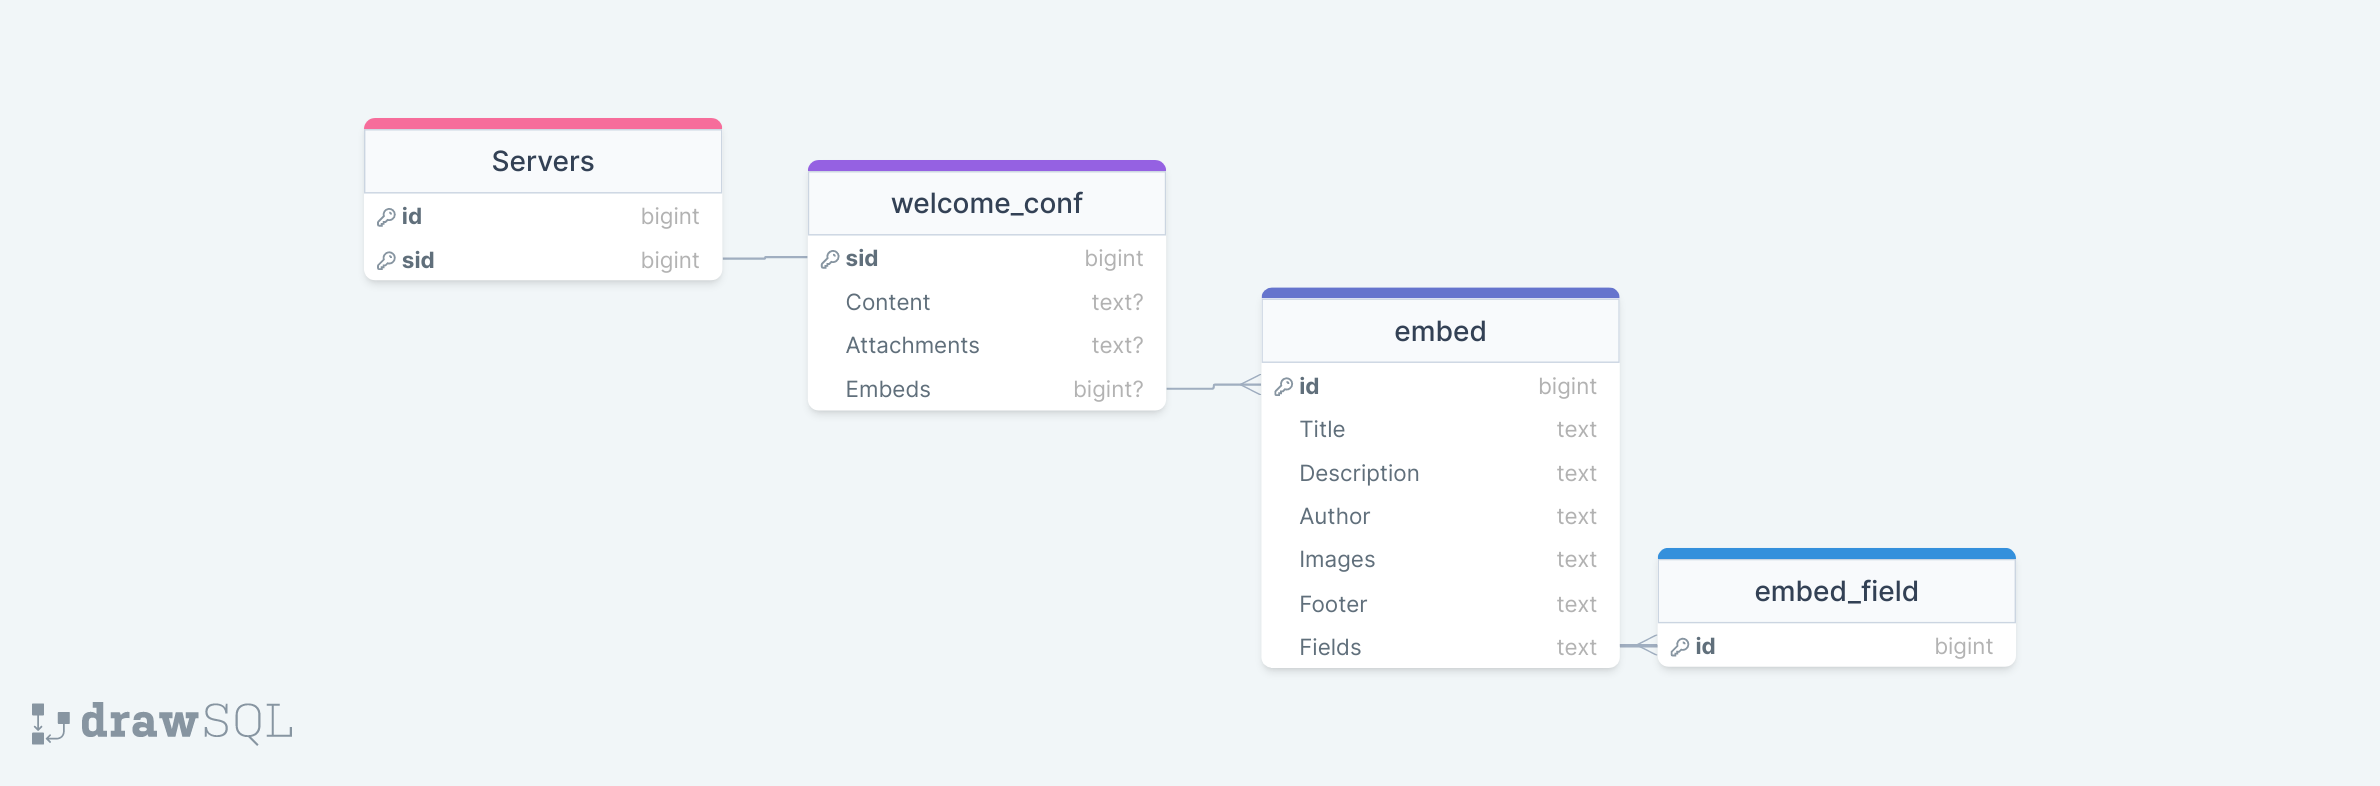 Servers
id bigint
sid bigint
welcome_conf
sid bigint
Content text?
Attachments text?
Embeds bigint?
embed
id bigint
Title text
Description text
Author text
Images text
Footer text
Fields text
embed_field
id bigint
drawSQL